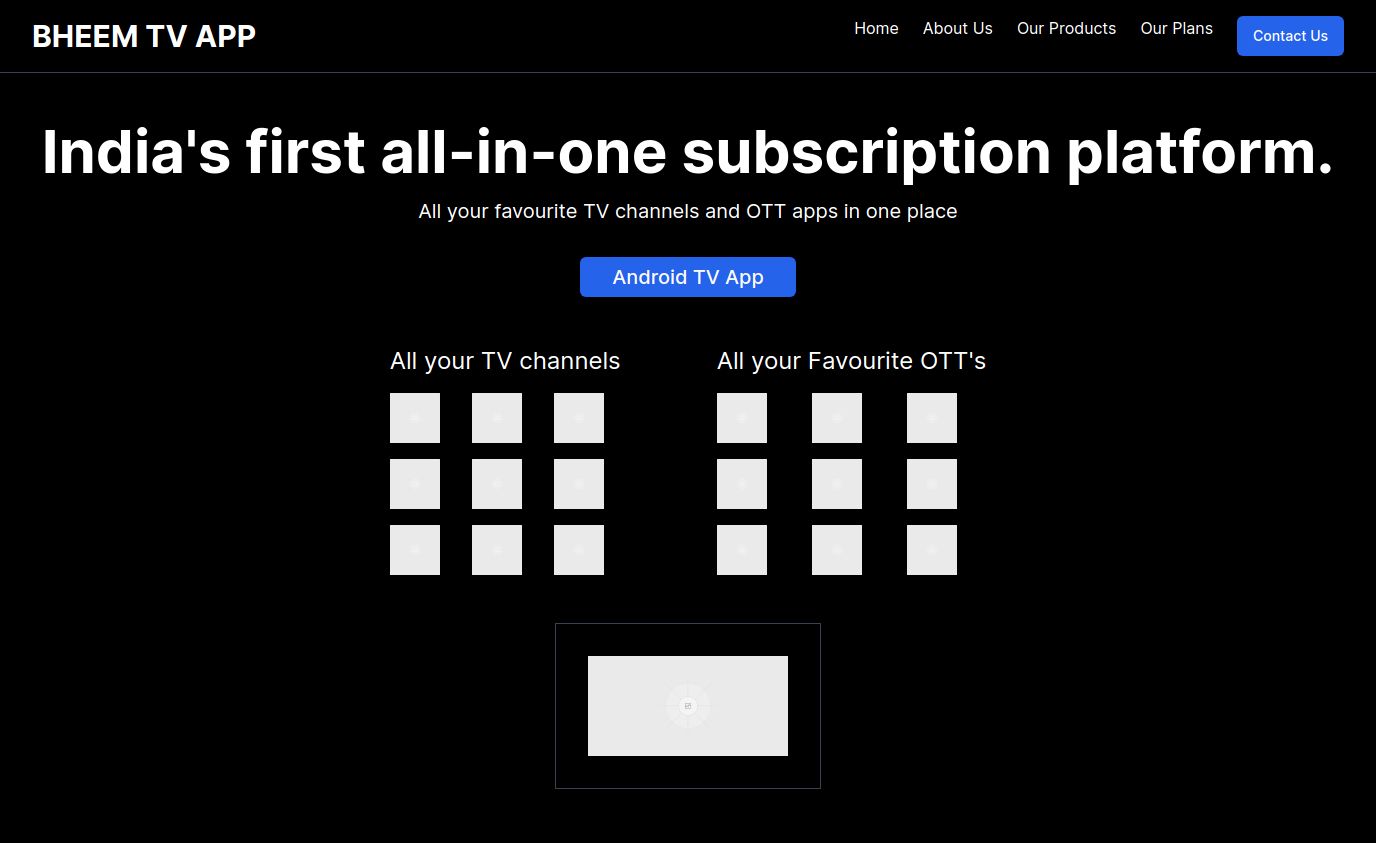 BHEEM TV APP
Home About Us Our Products Our Plans Contact Us
India's first all-in-one subscription platform.
All your favourite TV channels and OTT apps in one place
Android TV App
All your TV channels All your Favourite OTT's